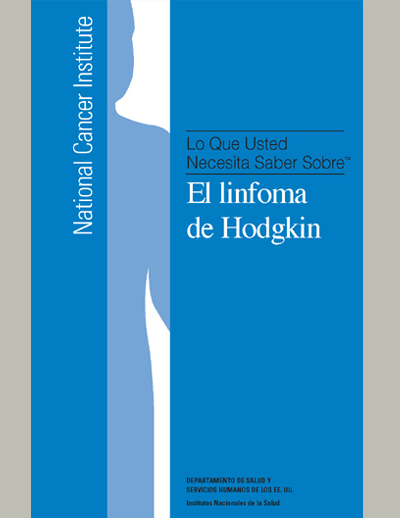 National Cancer Institute
Lo Que Usted
Necesita Saber Sobre™
El linfoma
de Hodgkin
DEPARTAMENTO DE SALUD Y
SERVICIOS HUMANOS DE LOS EE. UU.
Institutos Nacionales de la Salud